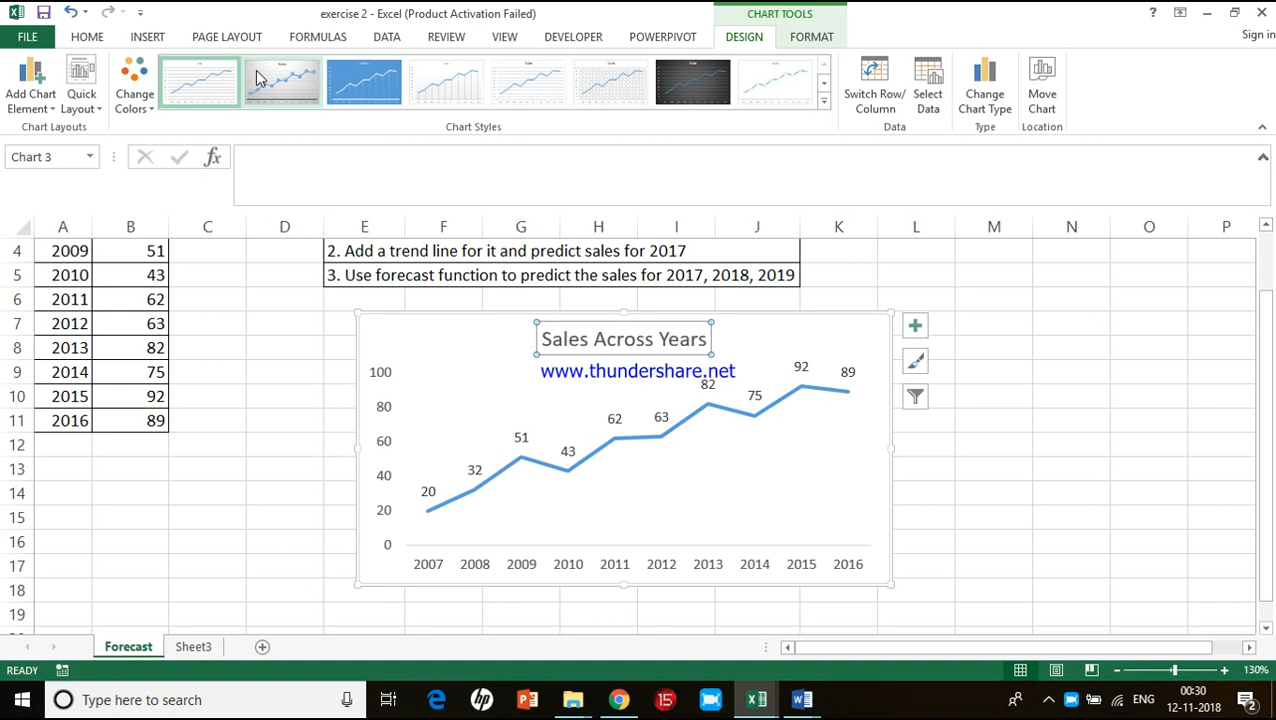 exercise 2 - Excel (Product Activation Failed)
CHART TOOLS
FILE HOME INSERT PAGE LAYOUT FORMULAS DATA REVIEW VIEW DEVELOPER POWERPIVOT DESIGN FORMAT
Sign in
Add Chart Element
Quick Layout
Change Colors
Switch Row/ Column
Select Data
Change Chart Type
Move Chart
Chart Layouts Chart Styles Data Type Location
Chart 3 fx
A B C D E F G H I J K L M N O P
4 2009 51 2. Add a trend line for it and predict sales for 2017
5 2010 43 3. Use forecast function to predict the sales for 2017, 2018, 2019
6 2011 62
7 2012 63
8 2013 82
9 2014 75
10 2015 92
11 2016 89
12
13
14
15
16
17
18
19
Sales Across Years
www.thundershare.net
100
80
60
40
20
0
20 32 51 43 62 63 82 75 92 89
2007 2008 2009 2010 2011 2012 2013 2014 2015 2016
Forecast Sheet3
READY 130%
Type here to search hp 15 ENG 00:30
12-11-2018 2